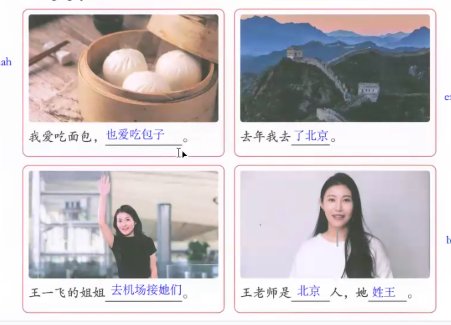 ah
我爱吃面包，也爱吃包子。
去年我去了北京。
王一飞的姐姐去机场接她们。
王老师是北京人，她姓王。